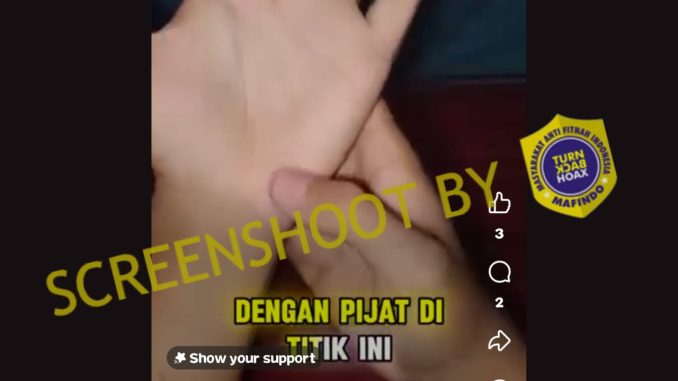 SCREENSHOOT BY
MASYARAKAT ANTI FITNAH INDONESIA
TURN
BACK
HOAX
MAFINDO
3
2
DENGAN PIJAT DI
TITIK INI
Show your support